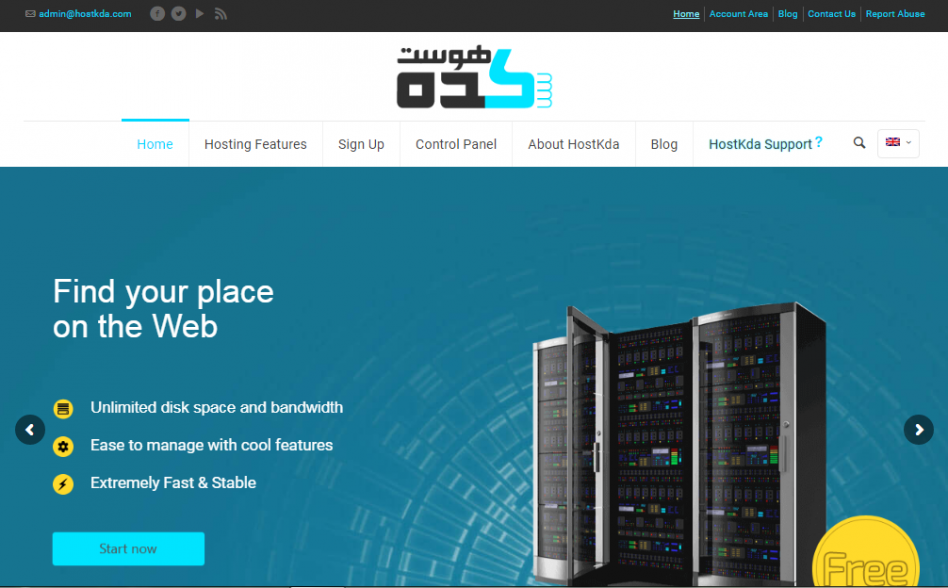 admin@hostkda.com
Home Account Area Blog Contact Us Report Abuse
هوست
کده
Home Hosting Features Sign Up Control Panel About HostKda Blog HostKda Support ?
Find your place
on the Web
Unlimited disk space and bandwidth
Ease to manage with cool features
Extremely Fast & Stable
Start now
Free